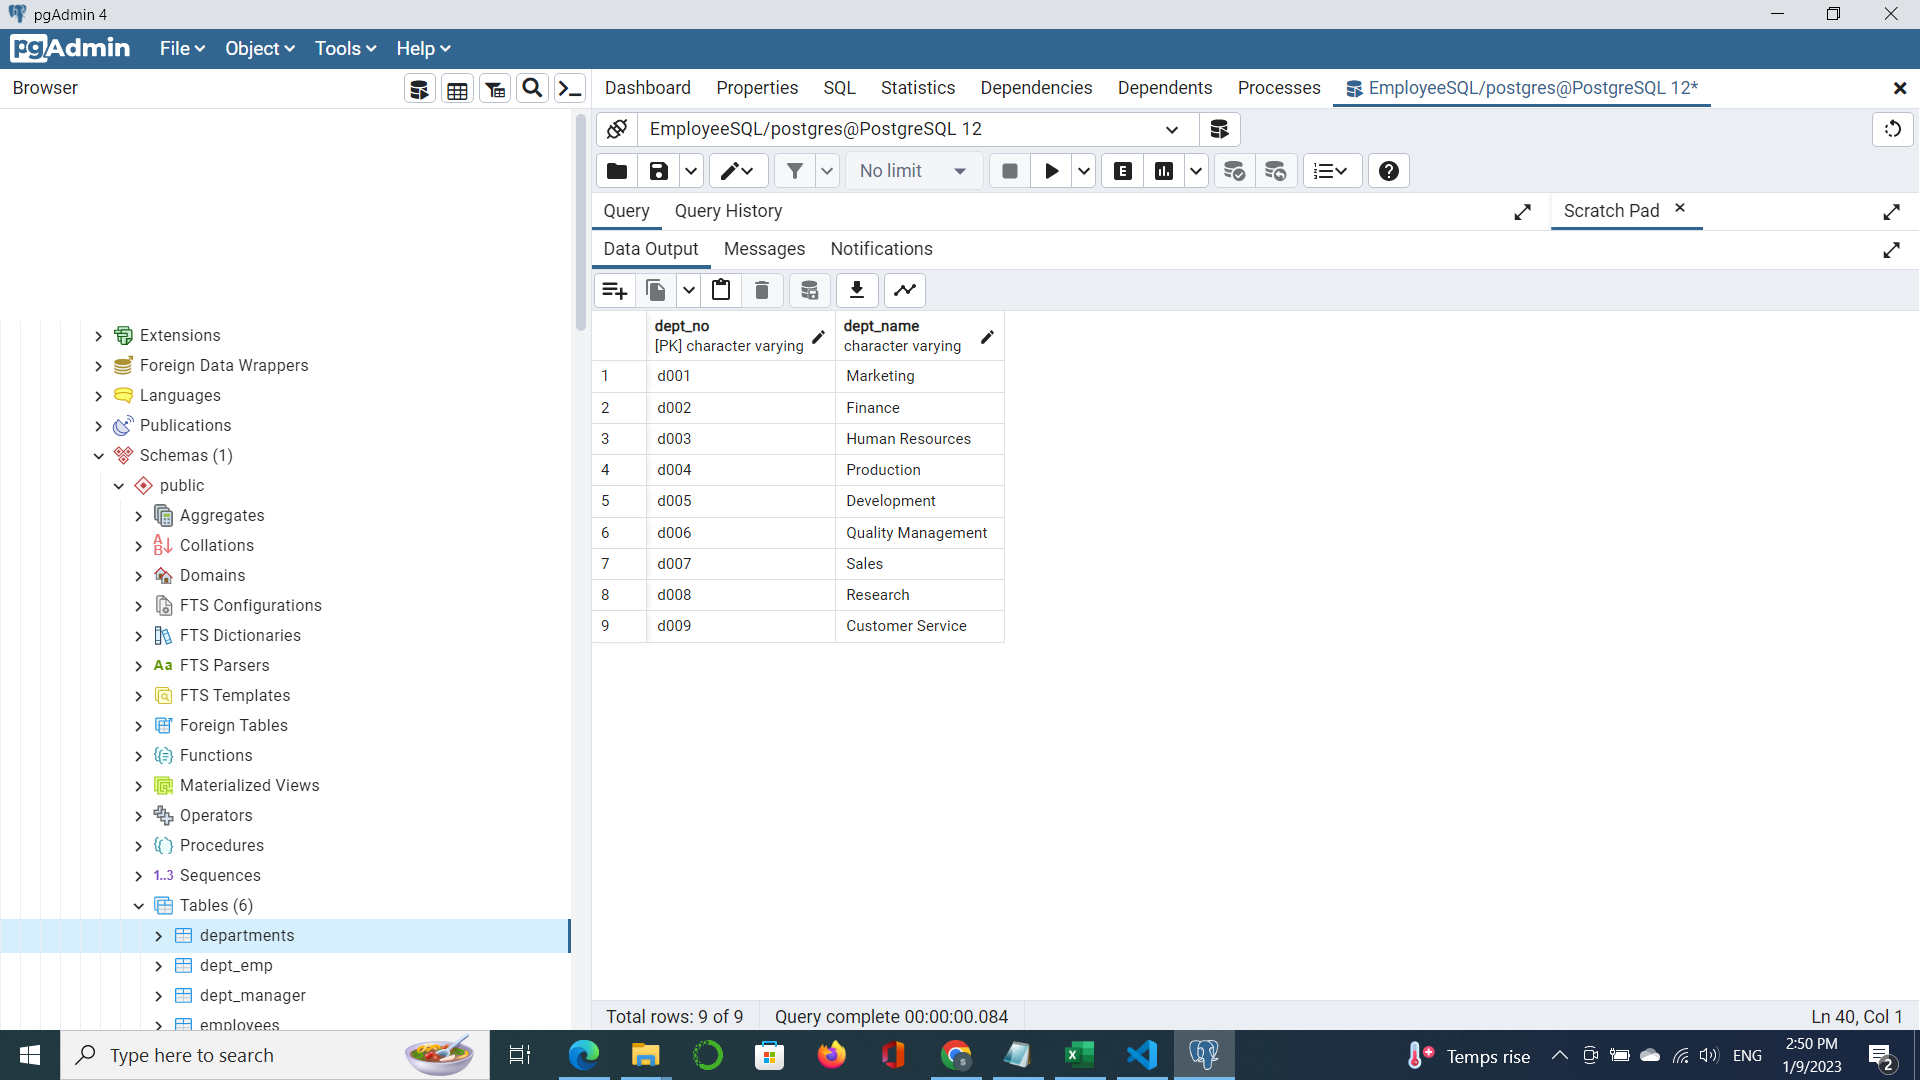 pgAdmin 4
pgAdmin File Object Tools Help
Browser
Dashboard Properties SQL Statistics Dependencies Dependents Processes EmployeeSQL/postgres@PostgreSQL 12*
EmployeeSQL/postgres@PostgreSQL 12
No limit E
Query Query History Scratch Pad
Data Output Messages Notifications
dept_no dept_name
[PK] character varying character varying
1 d001 Marketing
2 d002 Finance
3 d003 Human Resources
4 d004 Production
5 d005 Development
6 d006 Quality Management
7 d007 Sales
8 d008 Research
9 d009 Customer Service
Extensions
Foreign Data Wrappers
Languages
Publications
Schemas (1)
public
Aggregates
Collations
Domains
FTS Configurations
FTS Dictionaries
Aa FTS Parsers
FTS Templates
Foreign Tables
Functions
Materialized Views
Operators
Procedures
1..3 Sequences
Tables (6)
departments
dept_emp
dept_manager
employees
Total rows: 9 of 9 Query complete 00:00:00.084 Ln 40, Col 1
Type here to search
Temps rise ENG
2:50 PM
1/9/2023
2